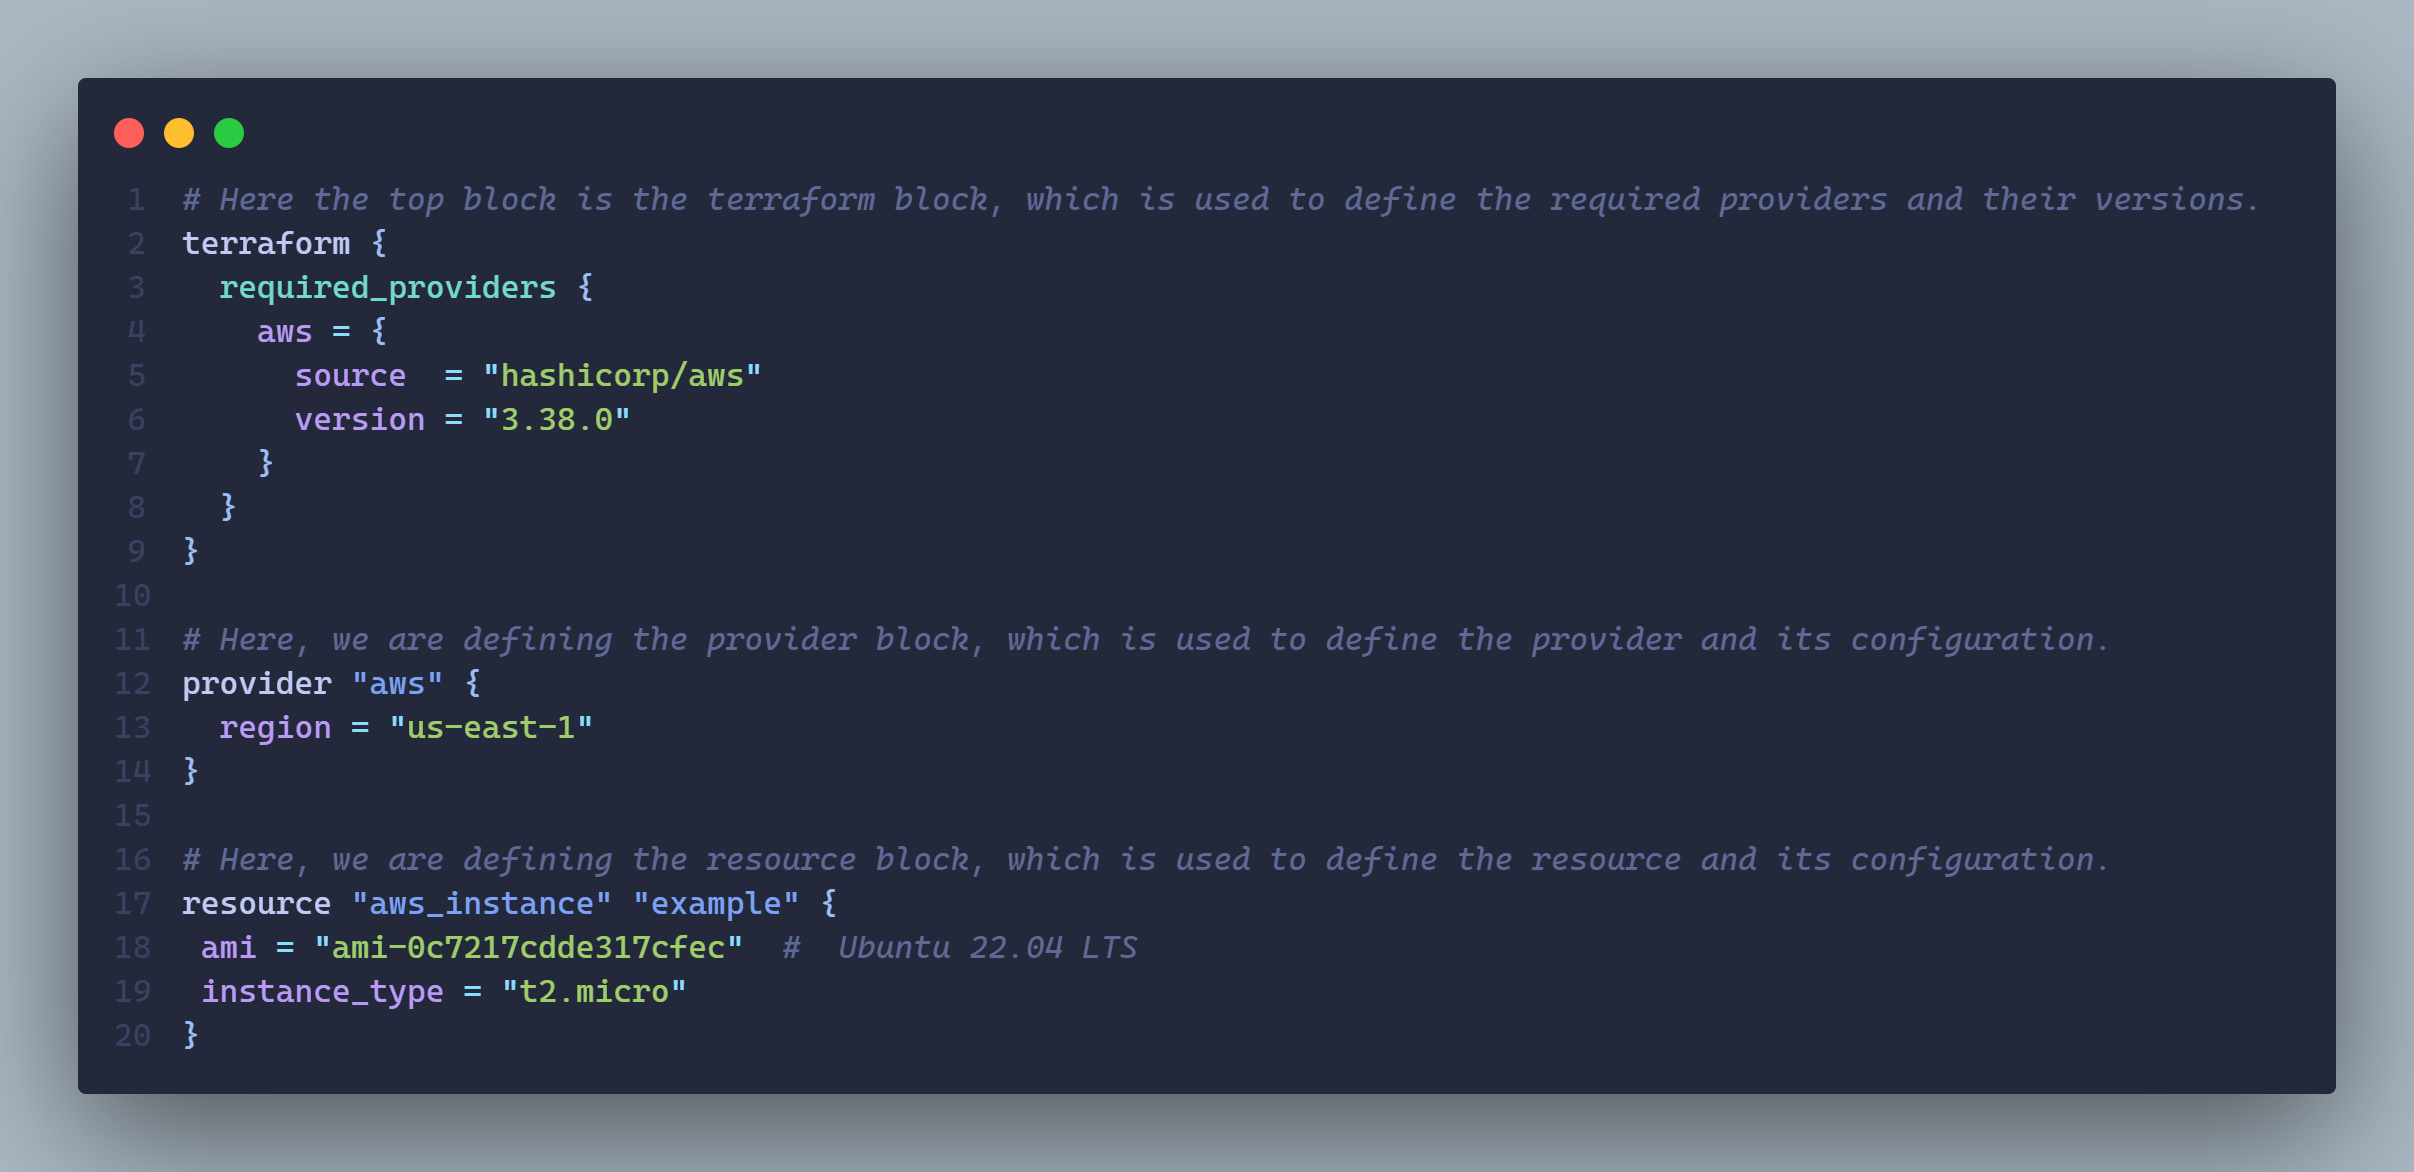 1 # Here the top block is the terraform block, which is used to define the required providers and their versions.
2 terraform {
3   required_providers {
4     aws = {
5       source  = "hashicorp/aws"
6       version = "3.38.0"
7     }
8   }
9 }
10
11 # Here, we are defining the provider block, which is used to define the provider and its configuration.
12 provider "aws" {
13   region = "us-east-1"
14 }
15
16 # Here, we are defining the resource block, which is used to define the resource and its configuration.
17 resource "aws_instance" "example" {
18  ami = "ami-0c7217cdde317cfec"  #  Ubuntu 22.04 LTS
19  instance_type = "t2.micro"
20 }